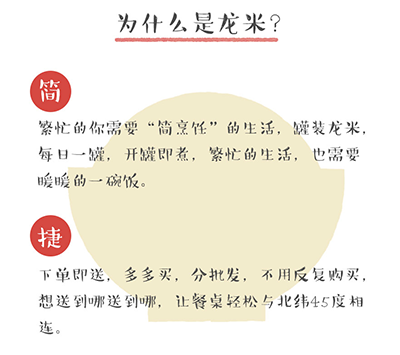 为什么是龙米?
简
繁忙的你需要“简烹饪”的生活，罐装龙米，
每日一罐，开罐即煮，繁忙的生活，也需要
暖暖的一碗饭。
捷
下单即送，多多买，分批发，不用反复购买，
想送到哪送到哪，让餐桌轻松与北纬45度相
连。